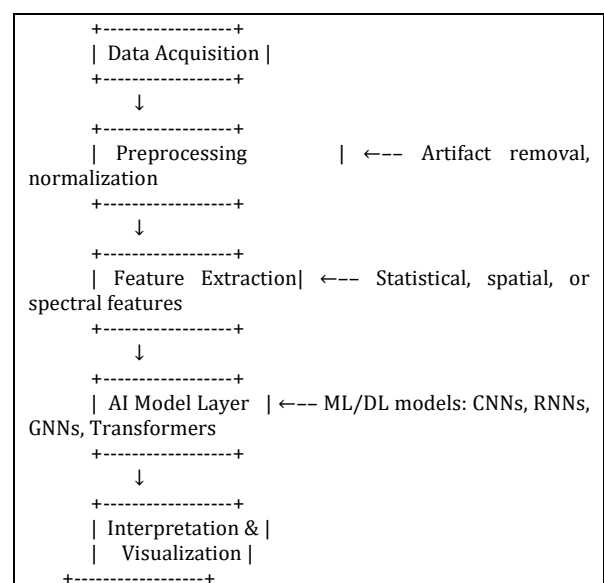 +------------------+
| Data Acquisition |
+------------------+
↓
+------------------+
| Preprocessing | ←–– Artifact removal,
normalization
+------------------+
↓
+------------------+
| Feature Extraction| ←–– Statistical, spatial, or
spectral features
+------------------+
↓
+------------------+
| AI Model Layer | ←–– ML/DL models: CNNs, RNNs,
GNNs, Transformers
+------------------+
↓
+------------------+
| Interpretation & |
| Visualization |
+------------------+